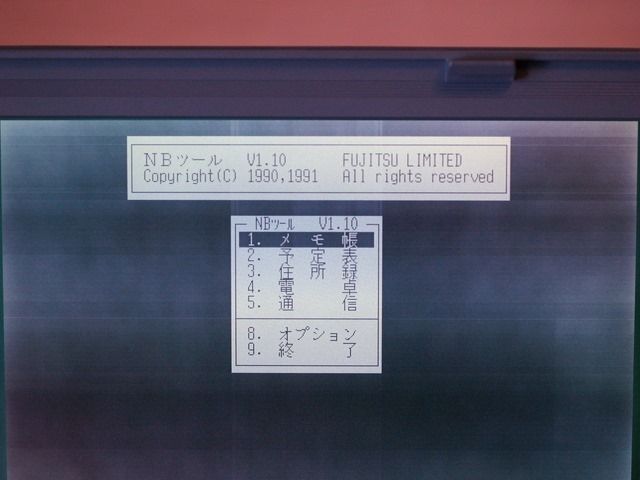 NBツール V1.10 FUJITSU LIMITED
Copyright(C) 1990,1991 All rights reserved
NBﾂｰﾙ V1.10
1. メモ帳
2. 予定表
3. 住所録
4. 電卓
5. 通信
8. オプション
9. 終了